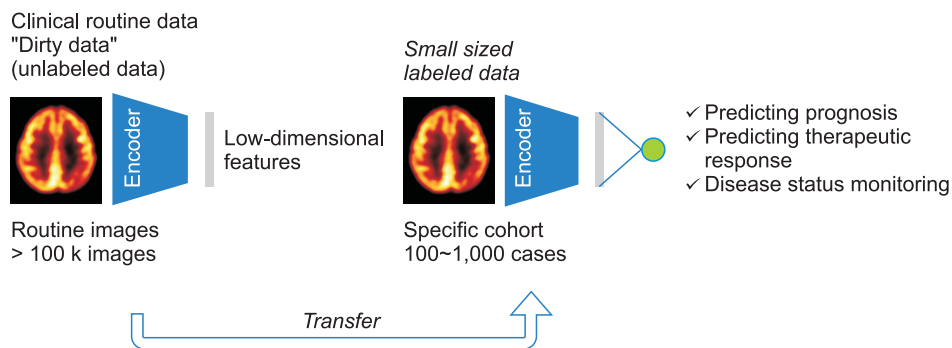 Clinical routine data
"Dirty data"
(unlabeled data)
Encoder
Low-dimensional
features
Routine images
> 100 k images
Small sized
labeled data
Encoder
Specific cohort
100~1,000 cases
✓ Predicting prognosis
✓ Predicting therapeutic
response
✓ Disease status monitoring
Transfer